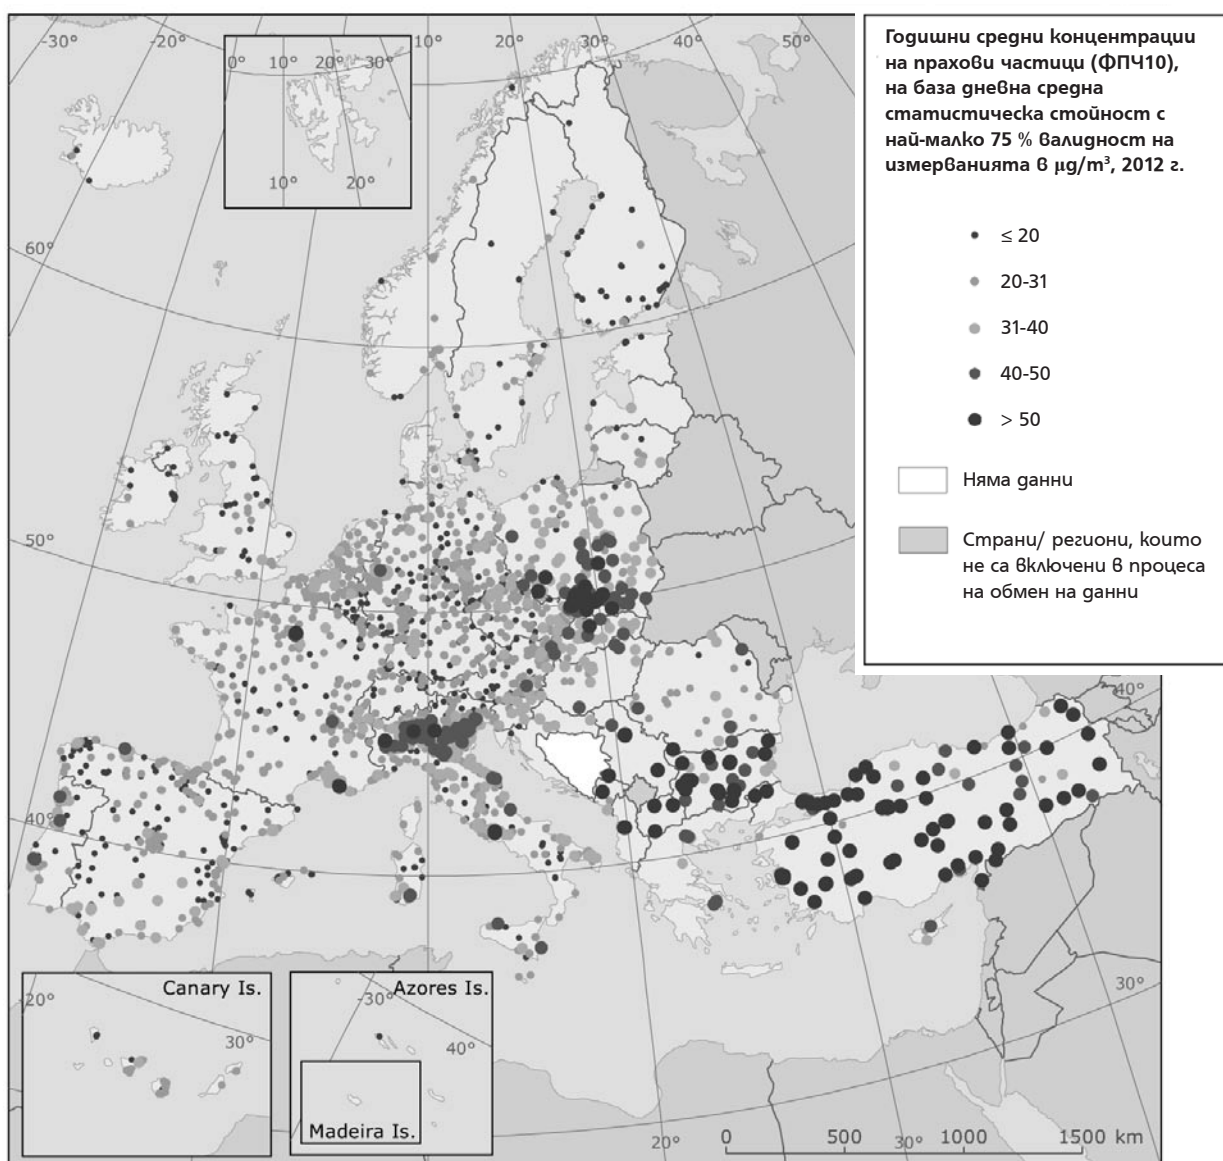 -30°
-20°
10°
20°
30°
40°
50°
0°
10°
20°
30°
10°
20°
60°
50°
40°
Годишни средни концентрации
на прахови частици (ФПЧ10),
на база дневна средна
статистическа стойност с
най-малко 75 % валидност на
измерванията в µg/m³, 2012 г.
≤ 20
20-31
31-40
40-50
> 50
Няма данни
Страни/ региони, които
не са включени в процеса
на обмен на данни
40°
30°
Canary Is.
-20°
30°
Azores Is.
-30°
40°
Madeira Is.
20°
30°
0 500 1000 1500 km